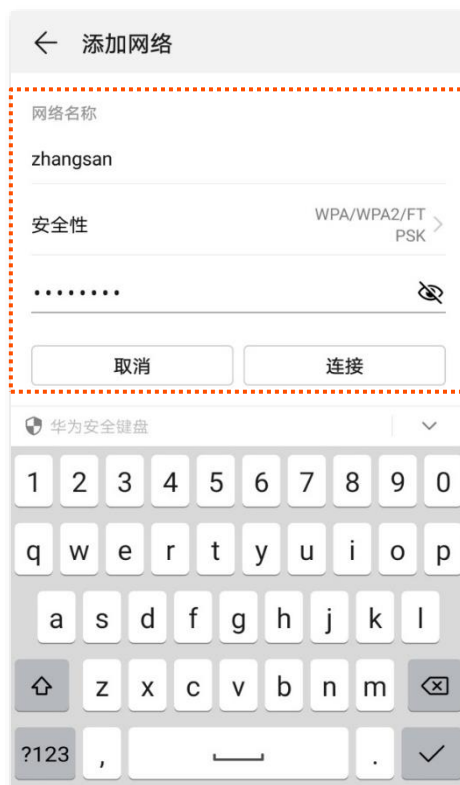 添加网络
网络名称
zhangsan
安全性
WPA/WPA2/FT
PSK
••••••••
取消 连接
华为安全键盘
1 2 3 4 5 6 7 8 9 0
q w e r t y u i o p
a s d f g h j k l
z x c v b n m
?123 , .